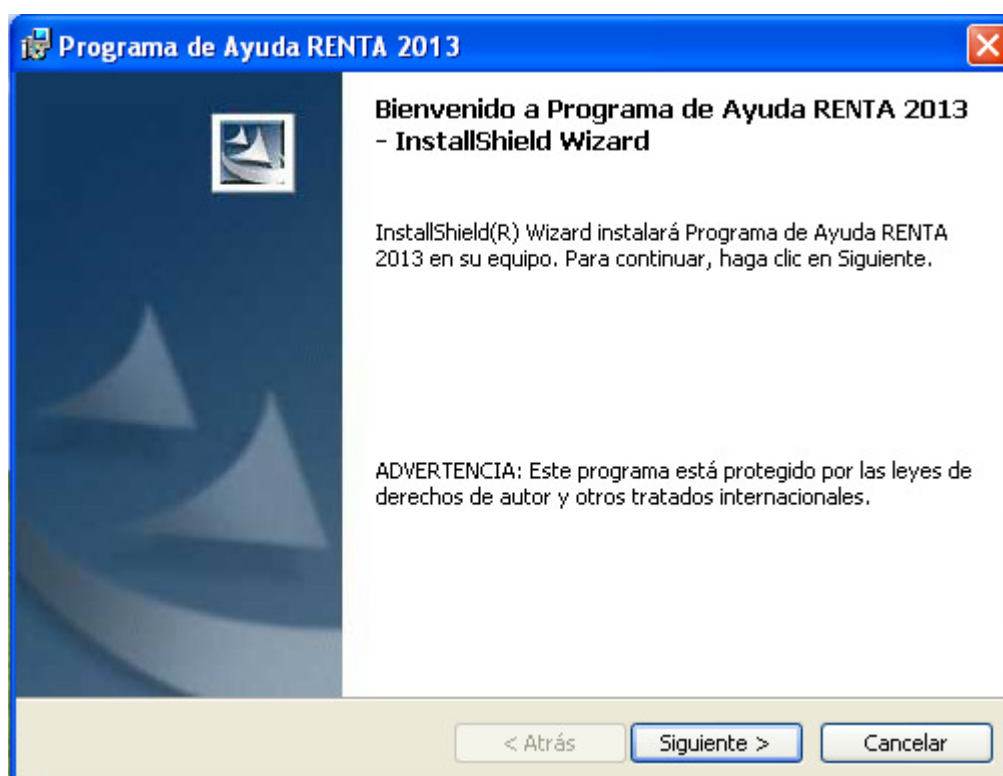 Programa de Ayuda RENTA 2013
Bienvenido a Programa de Ayuda RENTA 2013
- InstallShield Wizard
InstallShield(R) Wizard instalará Programa de Ayuda RENTA
2013 en su equipo. Para continuar, haga clic en Siguiente.
ADVERTENCIA: Este programa está protegido por las leyes de
derechos de autor y otros tratados internacionales.
< Atrás
Siguiente >
Cancelar